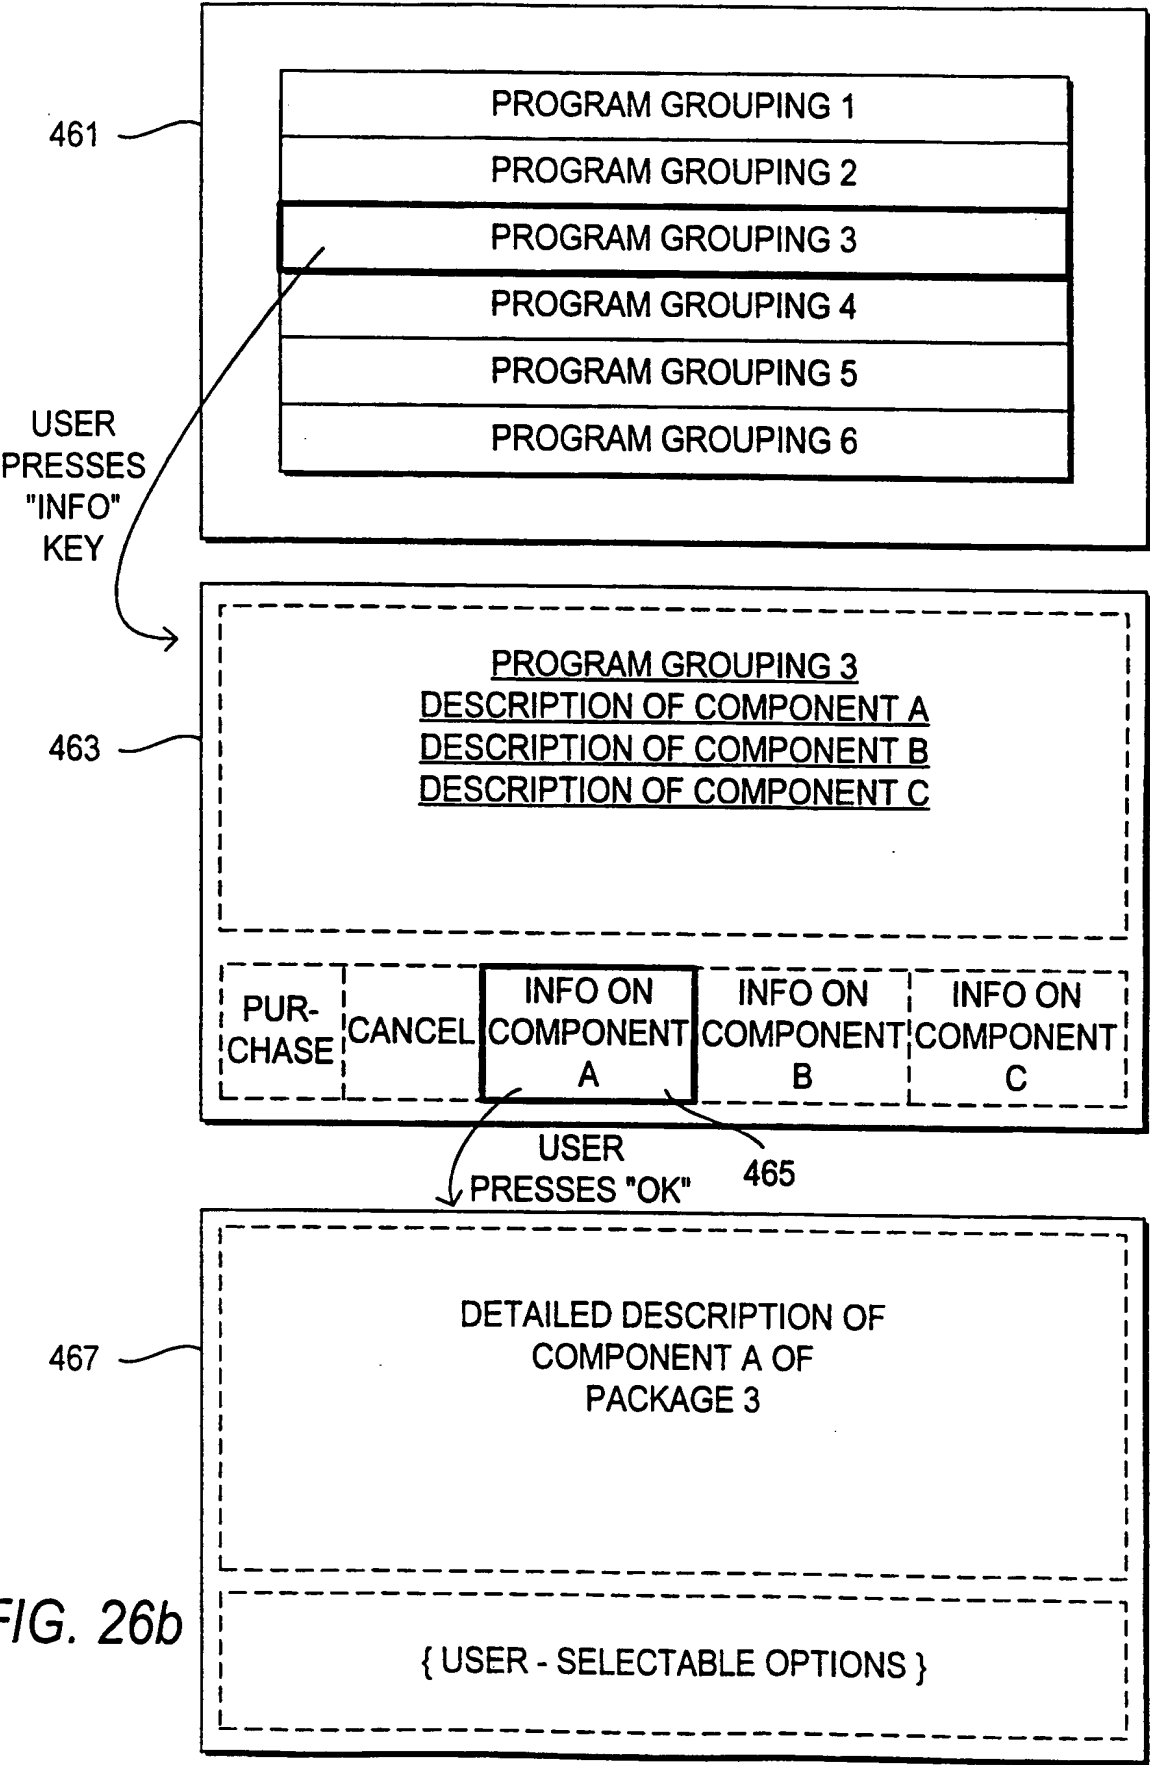 PROGRAM GROUPING 1
461
PROGRAM GROUPING 2
PROGRAM GROUPING 3
PROGRAM GROUPING 4
PROGRAM GROUPING 5
PROGRAM GROUPING 6
USER
PRESSES
"INFO"
KEY
PROGRAM GROUPING 3
DESCRIPTION OF COMPONENT A
463
DESCRIPTION OF COMPONENT B
DESCRIPTION OF COMPONENT C
PUR-
CHASE
CANCEL
INFO ON
COMPONENT
A
INFO ON
COMPONENT
B
INFO ON
COMPONENT
C
USER
PRESSES "OK"
465
DETAILED DESCRIPTION OF
467
COMPONENT A OF
PACKAGE 3
FIG. 26b
{ USER - SELECTABLE OPTIONS }